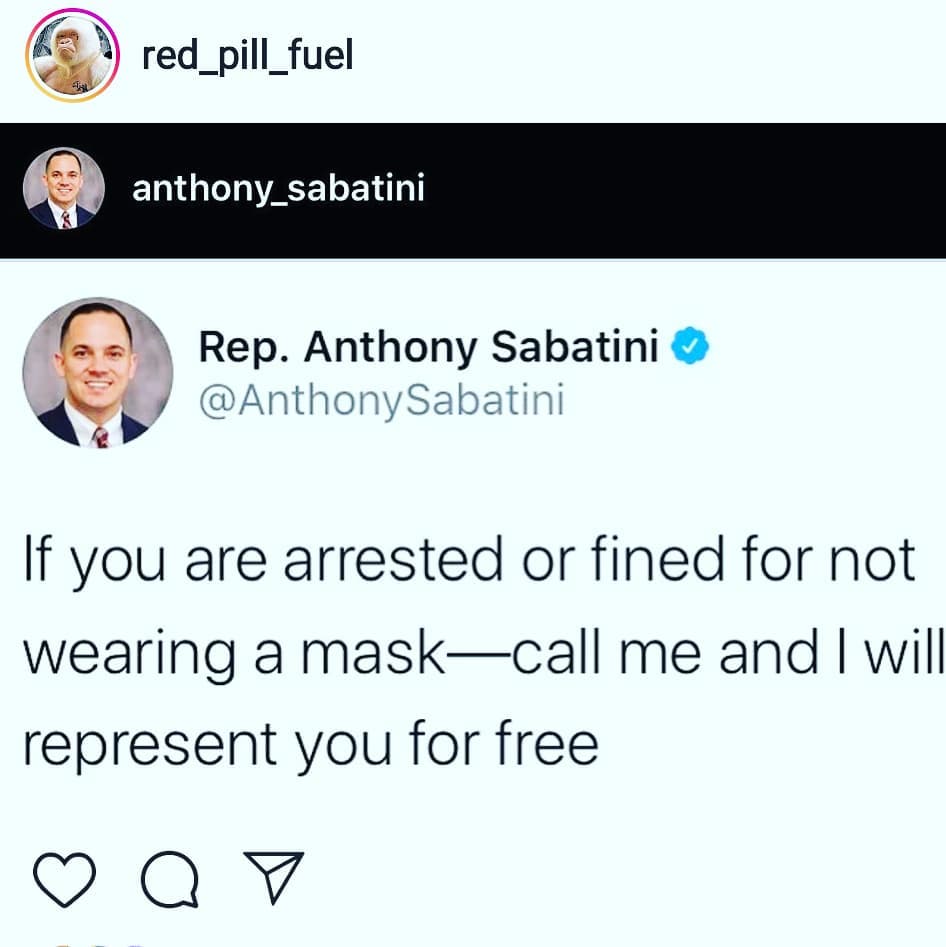 red_pill_fuel
anthony_sabatini
Rep. Anthony Sabatini
@AnthonySabatini
If you are arrested or fined for not
wearing a mask—call me and I will
represent you for free